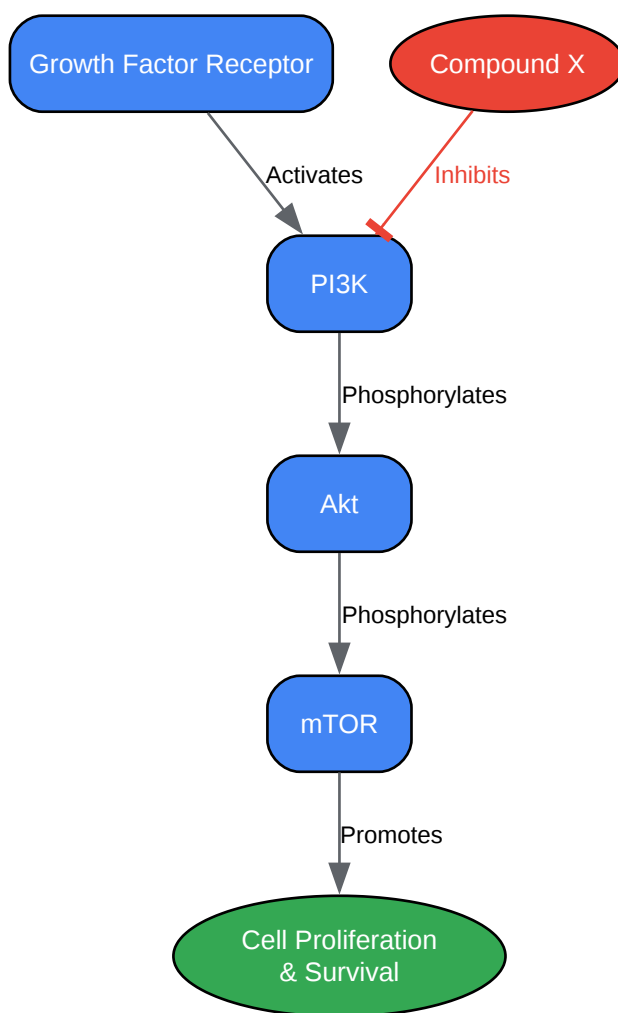 Growth Factor Receptor
Compound X
Activates
Inhibits
PI3K
Phosphorylates
Akt
Phosphorylates
mTOR
Promotes
Cell Proliferation
& Survival